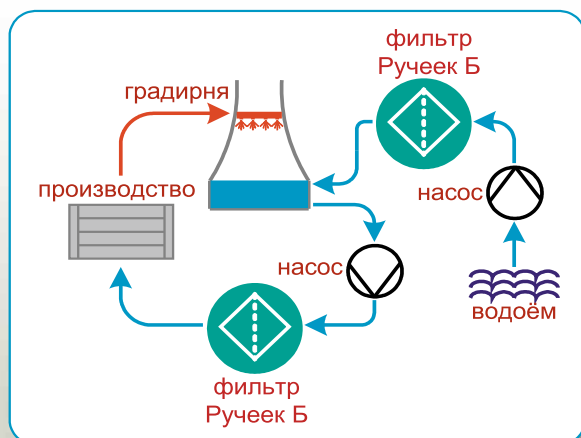 фильтр
Ручеек Б
градирня
производство
насос
насос
водоём
фильтр
Ручеек Б